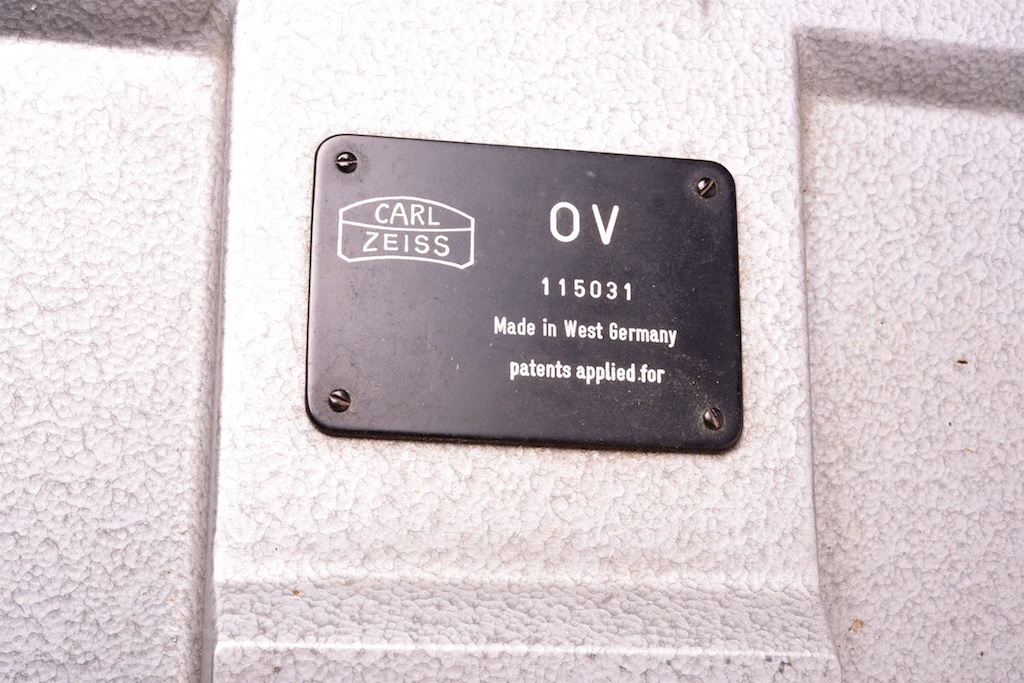 CARL
ZEISS
OV
115031
Made in West Germany
patents applied for